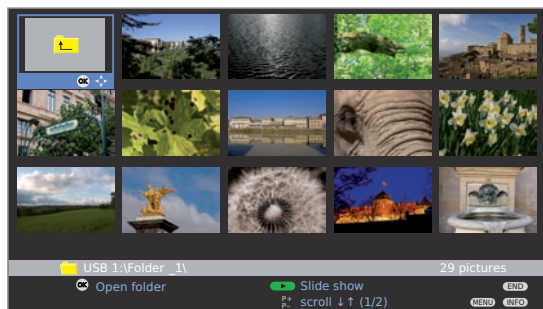 OK
USB 1:\Folder _1\ 29 pictures
OK Open folder Slide show END
P+ P- scroll ↓↑ (1/2) MENU INFO